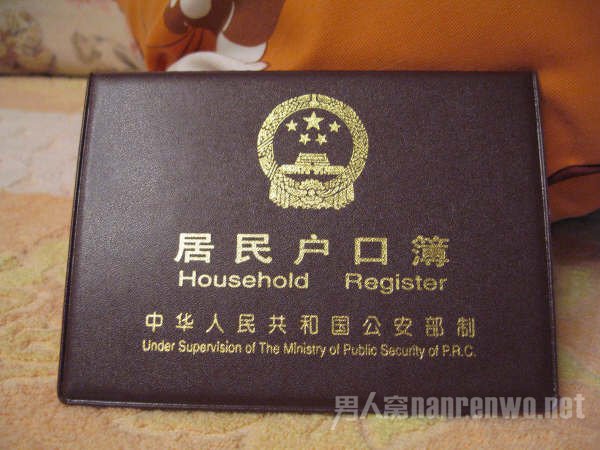 居民户口簿
Household Register
中华人民共和国公安部制
Under Supervision of The Ministry of Public Security of P.R.C.
男人窝nanrenwo.net